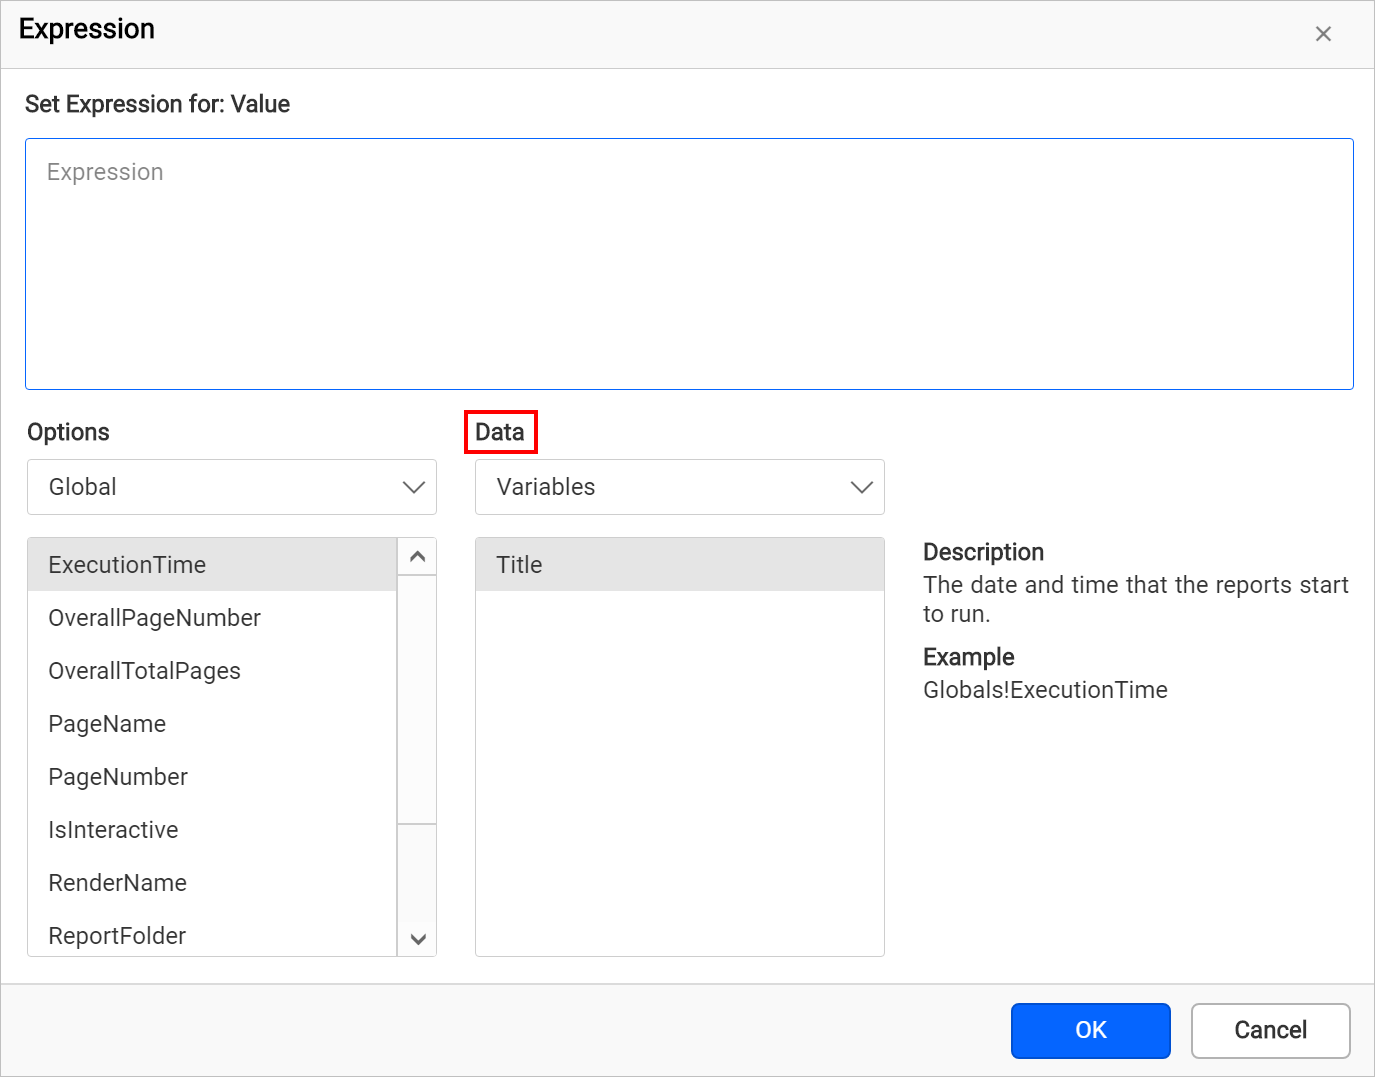 Expression
Set Expression for: Value
Expression
Options
Data
Global
Variables
ExecutionTime
OverallPageNumber
OverallTotalPages
PageName
PageNumber
IsInteractive
RenderName
ReportFolder
Title
Description
The date and time that the reports start
to run.
Example
Globals!ExecutionTime
OK
Cancel